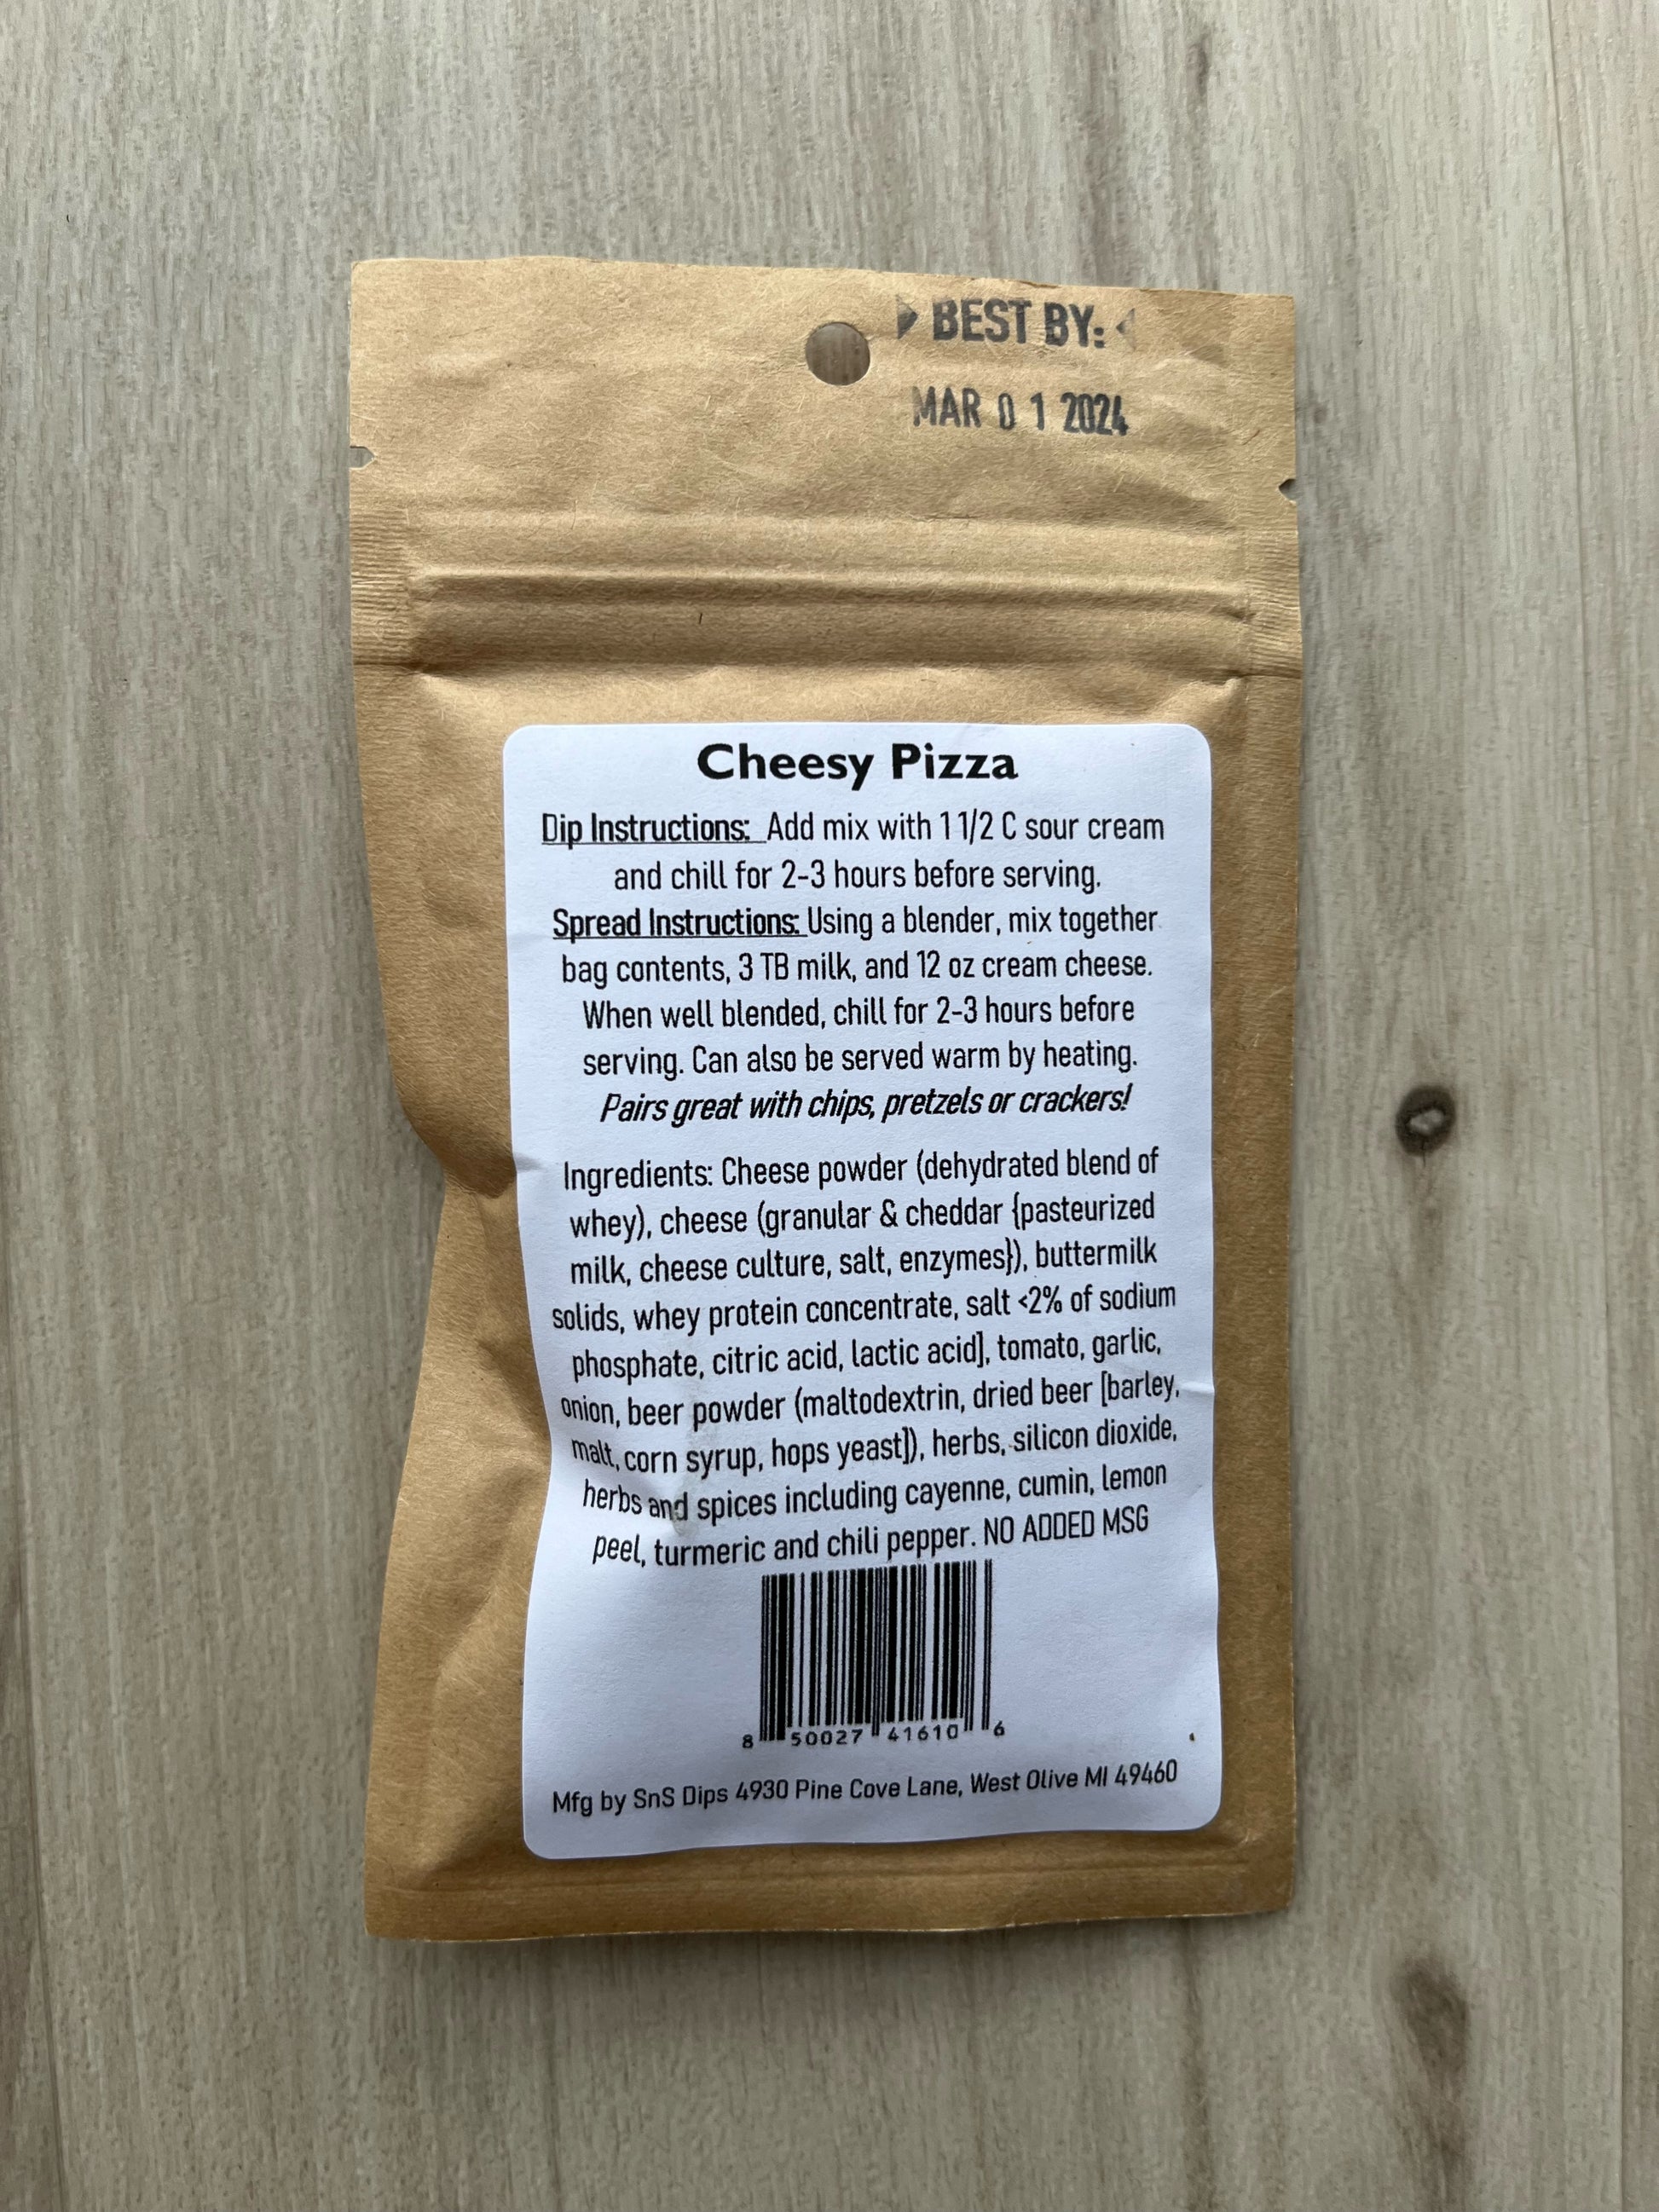 BEST BY:
MAR 01 2024
Cheesy Pizza
Dip Instructions: Add mix with 1 1/2 C sour cream
and chill for 2-3 hours before serving.
Spread Instructions: Using a blender, mix together
bag contents, 3 TB milk, and 12 oz cream cheese.
When well blended, chill for 2-3 hours before
serving. Can also be served warm by heating.
Pairs great with chips, pretzels or crackers!
Ingredients: Cheese powder (dehydrated blend of
whey), cheese (granular & cheddar {pasteurized
milk, cheese culture, salt, enzymes}), buttermilk
solids, whey protein concentrate, salt <2% of sodium
phosphate, citric acid, lactic acid], tomato, garlic,
onion, beer powder (maltodextrin, dried beer [barley,
malt, corn syrup, hops yeast]), herbs, silicon dioxide,
herbs and spices including cayenne, cumin, lemon
peel, turmeric and chili pepper. NO ADDED MSG
8 50027 41610 6
Mfg by SnS Dips 4930 Pine Cove Lane, West Olive MI 49460